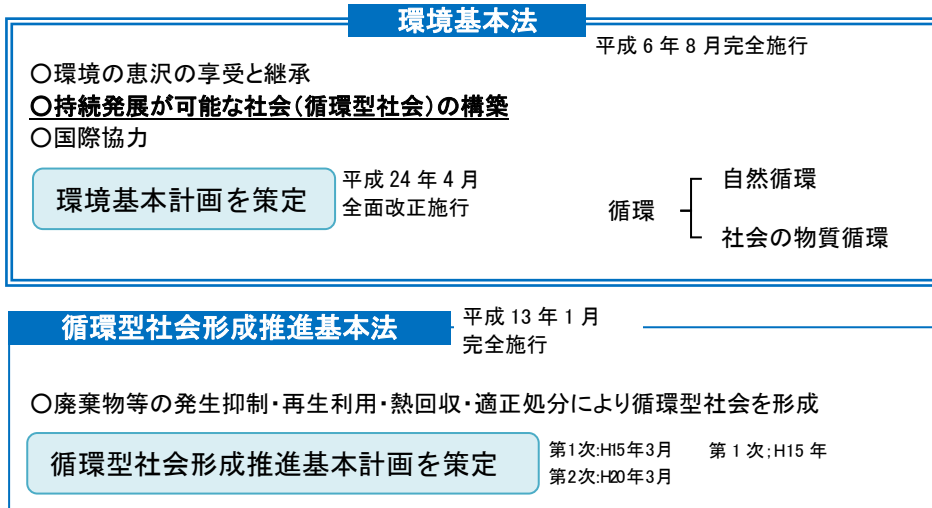 環境基本法
平成 6 年 8 月完全施行
〇環境の恵沢の享受と継承
〇持続発展が可能な社会（循環型社会）の構築
〇国際協力
環境基本計画を策定
平成 24 年 4 月
全面改正施行
循環
自然循環
社会の物質循環
循環型社会形成推進基本法
平成 13 年 1 月
完全施行
〇廃棄物等の発生抑制・再生利用・熱回収・適正処分により循環型社会を形成
循環型社会形成推進基本計画を策定
第1次:H15年3月
第 1 次;H15 年
第2次:H20年3月